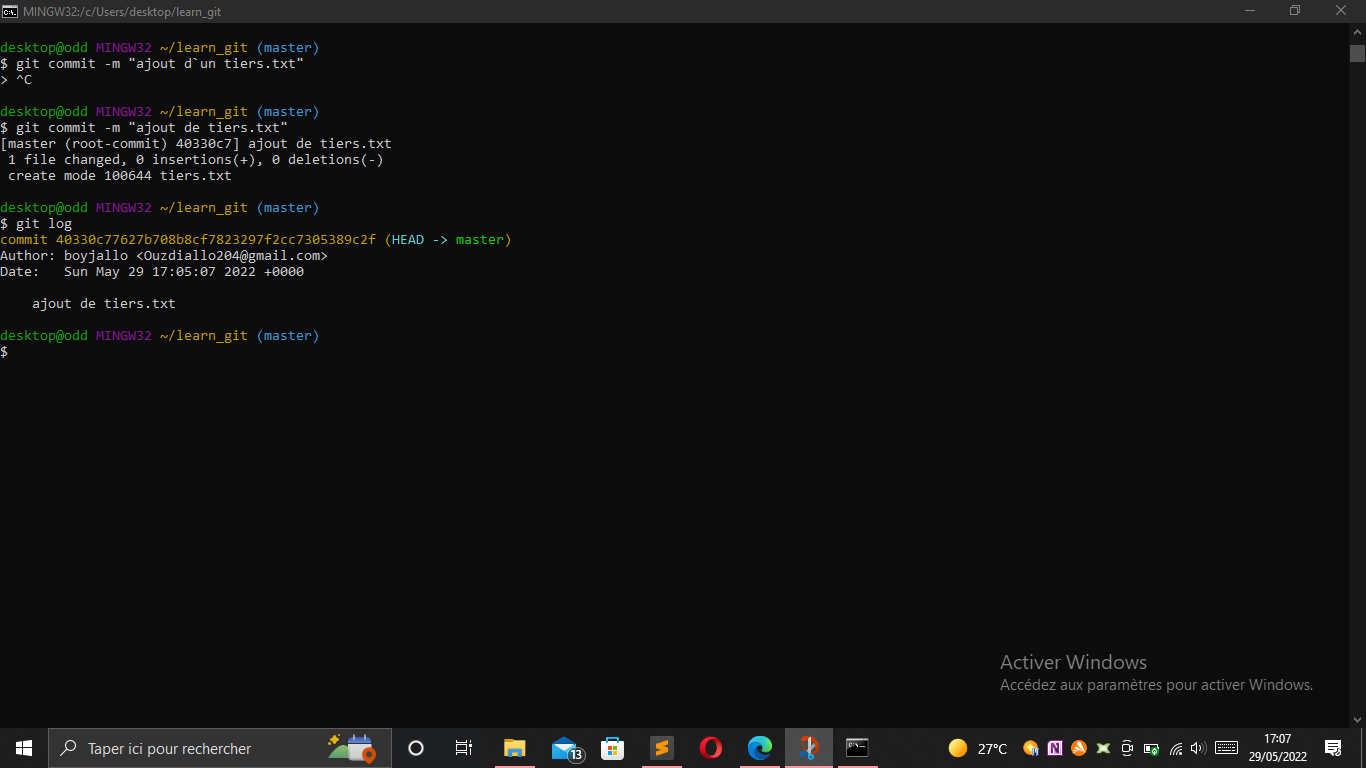 MINGW32:/c/Users/desktop/learn_git
desktop@odd MINGW32 ~/learn_git (master)
$ git commit -m "ajout d`un tiers.txt"
> ^C
desktop@odd MINGW32 ~/learn_git (master)
$ git commit -m "ajout de tiers.txt"
[master (root-commit) 40330c7] ajout de tiers.txt
 1 file changed, 0 insertions(+), 0 deletions(-)
 create mode 100644 tiers.txt
desktop@odd MINGW32 ~/learn_git (master)
$ git log
commit 40330c77627b708b8cf7823297f2cc7305389c2f (HEAD -> master)
Author: boyjallo <Ouzdiallo204@gmail.com>
Date:   Sun May 29 17:05:07 2022 +0000
    ajout de tiers.txt
desktop@odd MINGW32 ~/learn_git (master)
$
Activer Windows
Accédez aux paramètres pour activer Windows.
Taper ici pour rechercher
13
27°C
17:07
29/05/2022